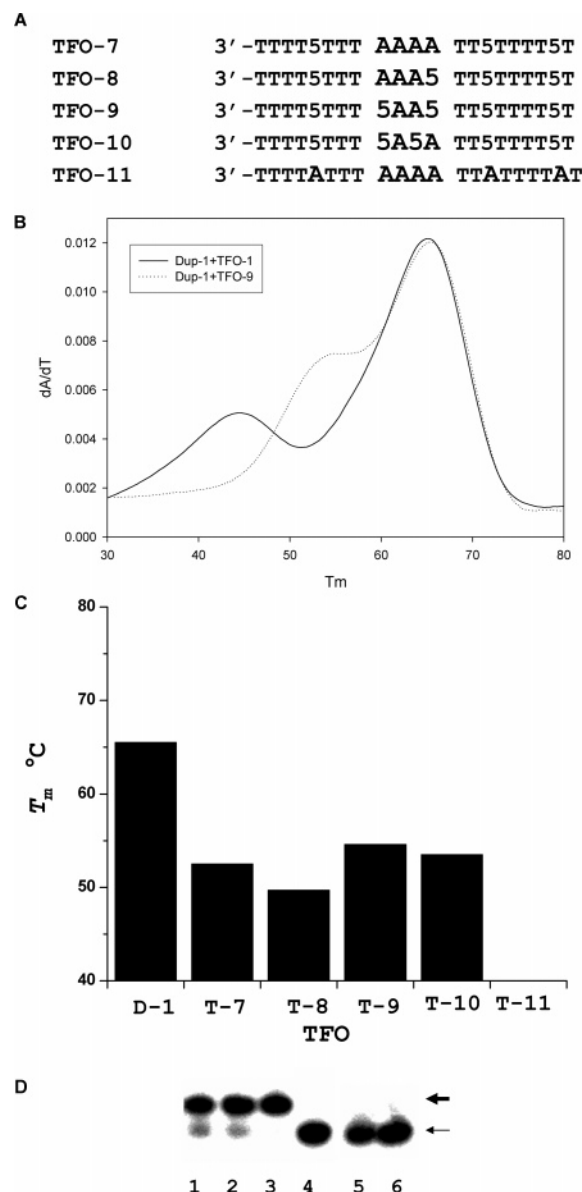 A
TFO-7 3′-TTTT5TTT AAAA TT5TTTT5T
TFO-8 3′-TTTT5TTT AAA5 TT5TTTT5T
TFO-9 3′-TTTT5TTT 5AA5 TT5TTTT5T
TFO-10 3′-TTTT5TTT 5A5A TT5TTTT5T
TFO-11 3′-TTTTATTT AAAA TTATTTTAT
B
Dup-1+TFO-1
Dup-1+TFO-9
dA/dT
0.012
0.010
0.008
0.006
0.004
0.002
0.000
30 40 50 60 70 80
Tm
C
80
70
60
50
40
Tm °C
D-1 T-7 T-8 T-9 T-10 T-11
TFO
D
1 2 3 4 5 6